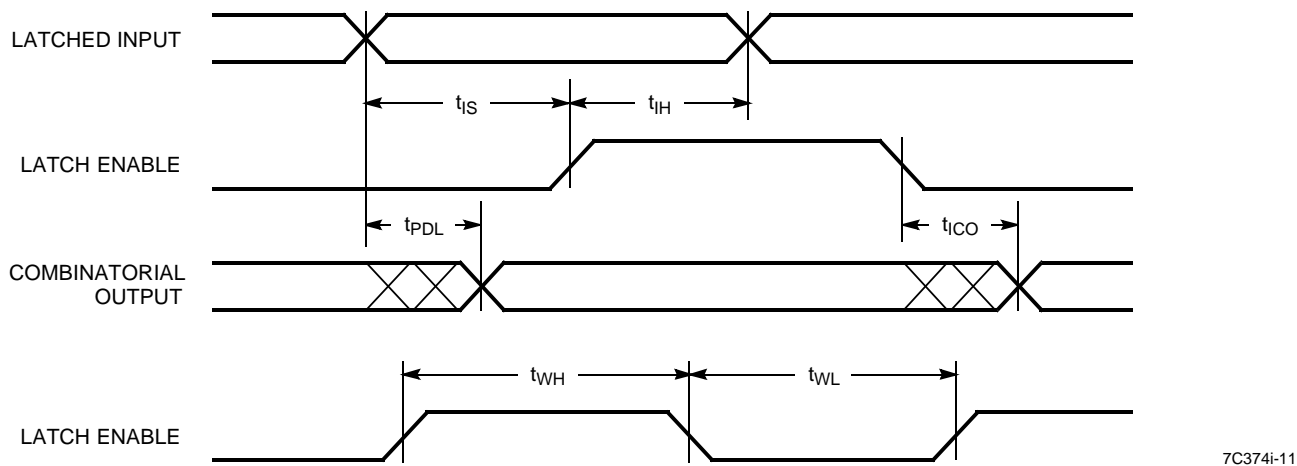 LATCHED INPUT
tIS
tIH
LATCH ENABLE
tPDL
tICO
COMBINATORIAL
OUTPUT
tWH
tWL
LATCH ENABLE
7C374i-11